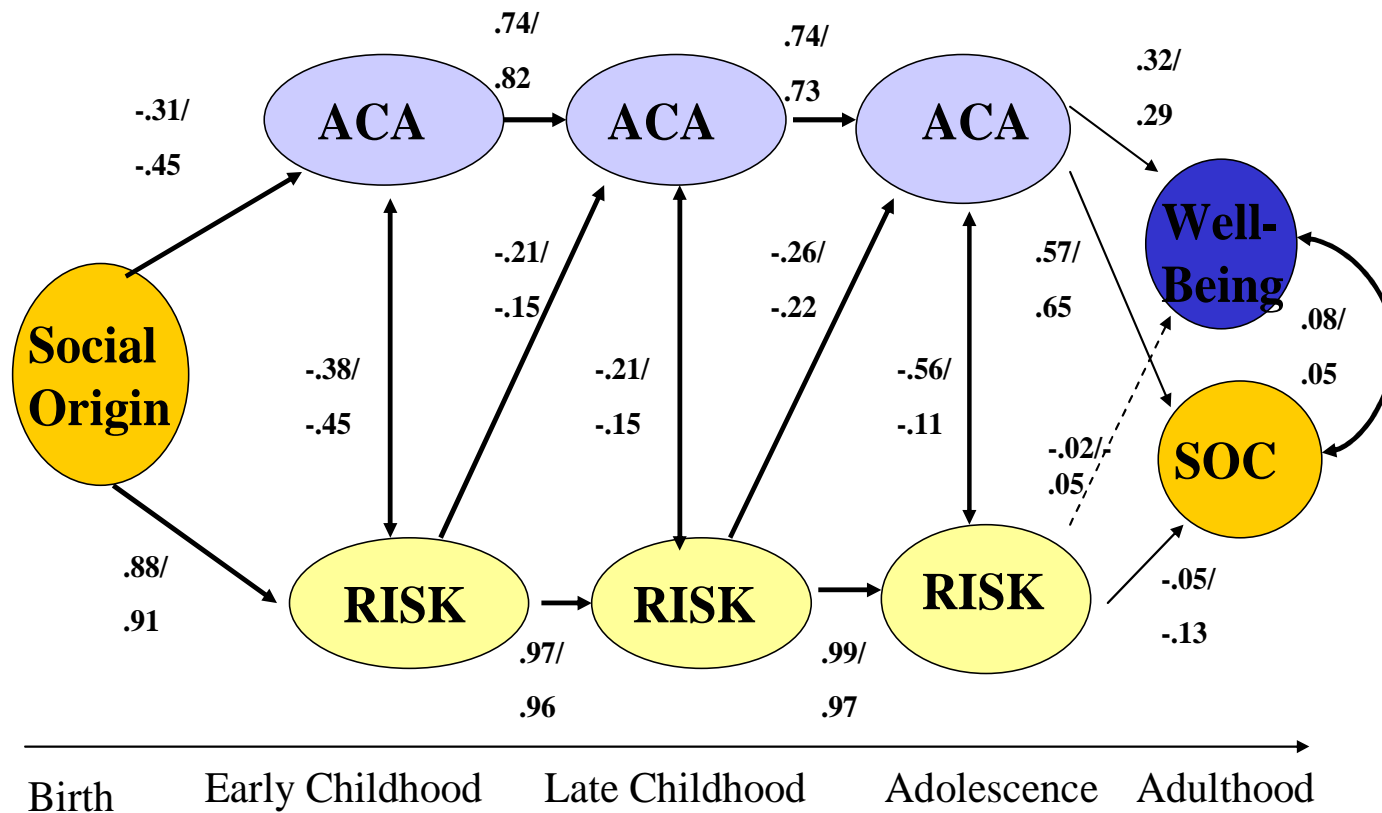 .74/
.82
.74/
.73
.32/
.29
-.31/
-.45
ACA
ACA
ACA
Well-
Being
-.21/
-.15
-.26/
-.22
.57/
.65
.08/
.05
Social
Origin
-.38/
-.45
-.21/
-.15
-.56/
-.11
-.02/-
.05
SOC
.88/
.91
RISK
RISK
RISK
-.05/
-.13
.97/
.96
.99/
.97
Birth
Early Childhood
Late Childhood
Adolescence
Adulthood